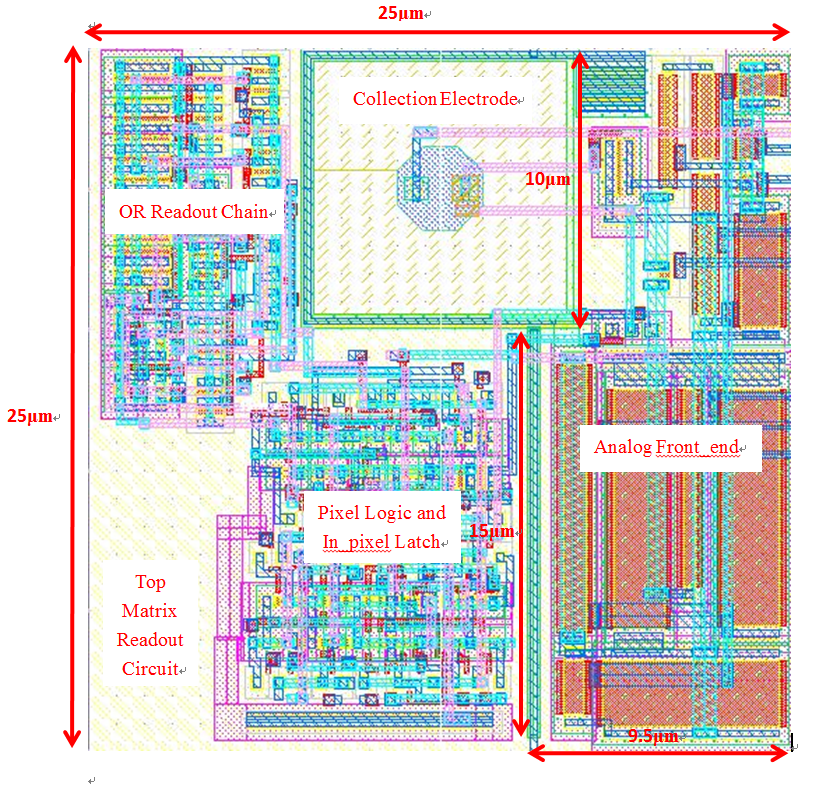 25μm
Collection Electrode
10μm
OR Readout Chain
25μm
Analog Front_end
Pixel Logic and
In_pixel Latch
15μm
Top
Matrix
Readout
Circuit
9.5μm